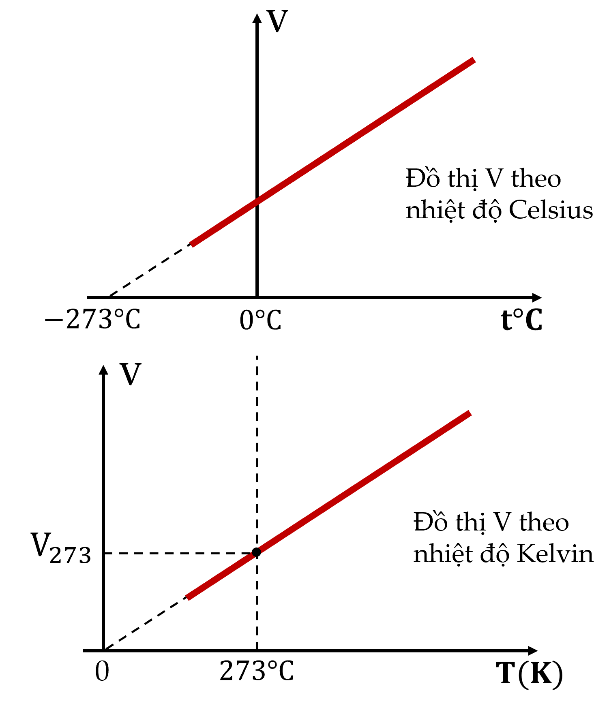 V
Đồ thị V theo
nhiệt độ Celsius
−273°C
0°C
t°C
V
V₂₇₃
Đồ thị V theo
nhiệt độ Kelvin
0
273°C
T(K)